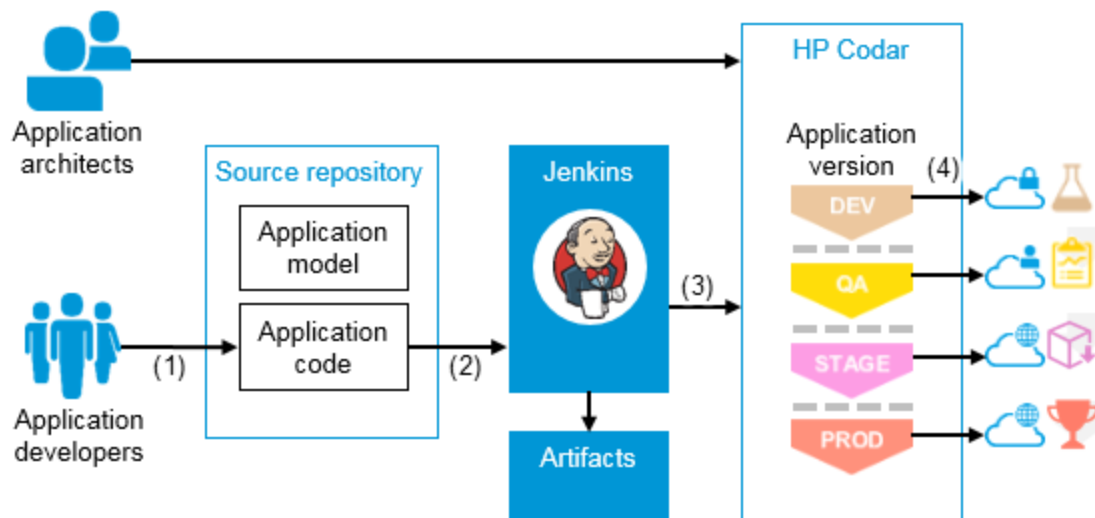 Application
architects
HP Codar
Source repository
Application
model
Application
code
Application
developers
(1)
(2)
Jenkins
Artifacts
(3)
Application
version
(4)
DEV
QA
STAGE
PROD